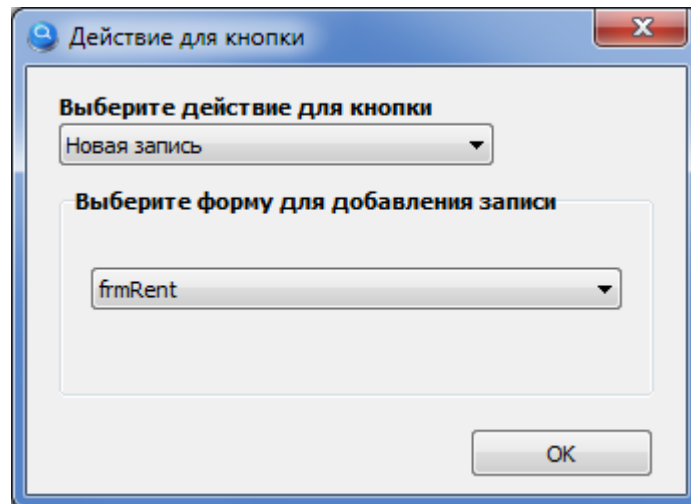 Действие для кнопки
Выберите действие для кнопки
Новая запись
Выберите форму для добавления записи
frmRent
OK